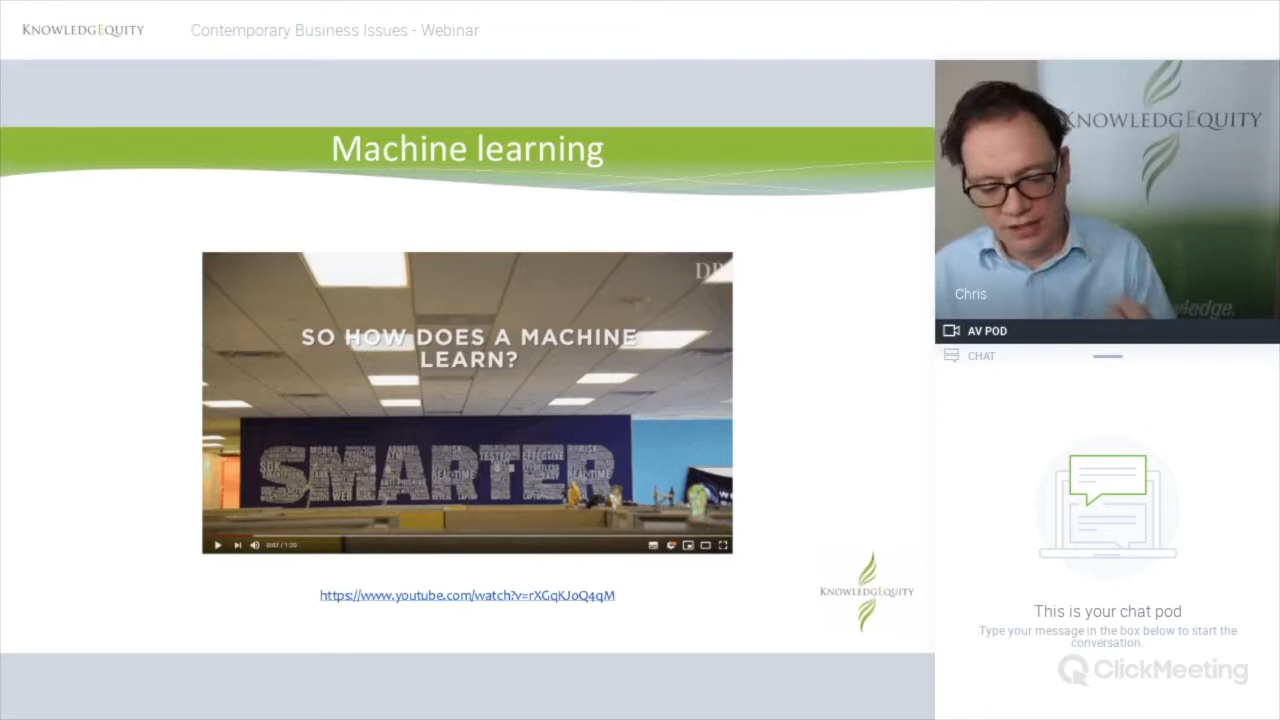 KNOWLEDGEQUITY
Contemporary Business Issues - Webinar
Machine learning
SO HOW DOES A MACHINE
LEARN?
SMARTER
https://www.youtube.com/watch?v=rXGqKJoQ4qM
KNOWLEDGEQUITY
KNOWLEDGEQUITY
Chris
AV POD
CHAT
This is your chat pod
Type your message in the box below to start the
conversation.
ClickMeeting